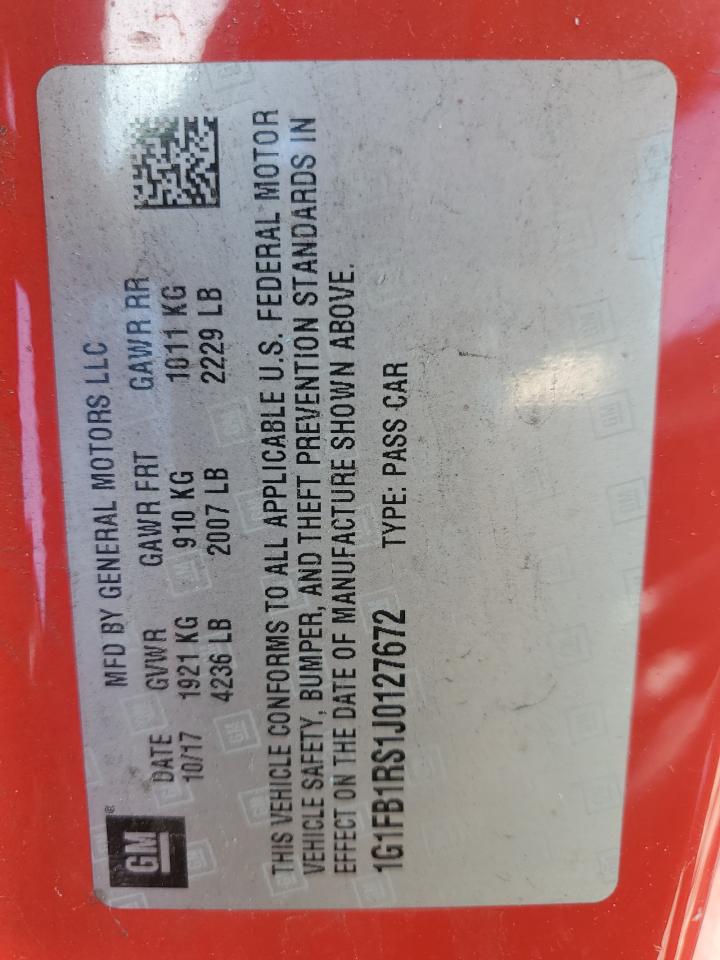 GM ®
MFD BY GENERAL MOTORS LLC
DATE GVWR GAWR FRT GAWR RR
10/17 1921 KG 910 KG 1011 KG
4236 LB 2007 LB 2229 LB
THIS VEHICLE CONFORMS TO ALL APPLICABLE U.S. FEDERAL MOTOR
VEHICLE SAFETY, BUMPER, AND THEFT PREVENTION STANDARDS IN
EFFECT ON THE DATE OF MANUFACTURE SHOWN ABOVE.
1G1FB1RS1J0127672 TYPE: PASS CAR